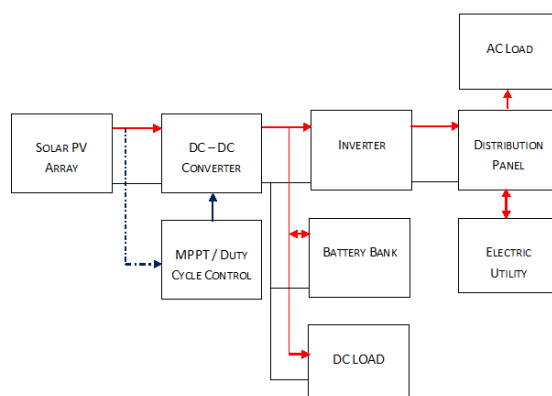 AC LOAD
SOLAR PV
ARRAY
DC – DC
CONVERTER
INVERTER
DISTRIBUTION
PANEL
MPPT / DUTY
CYCLE CONTROL
BATTERY BANK
ELECTRIC
UTILITY
DC LOAD